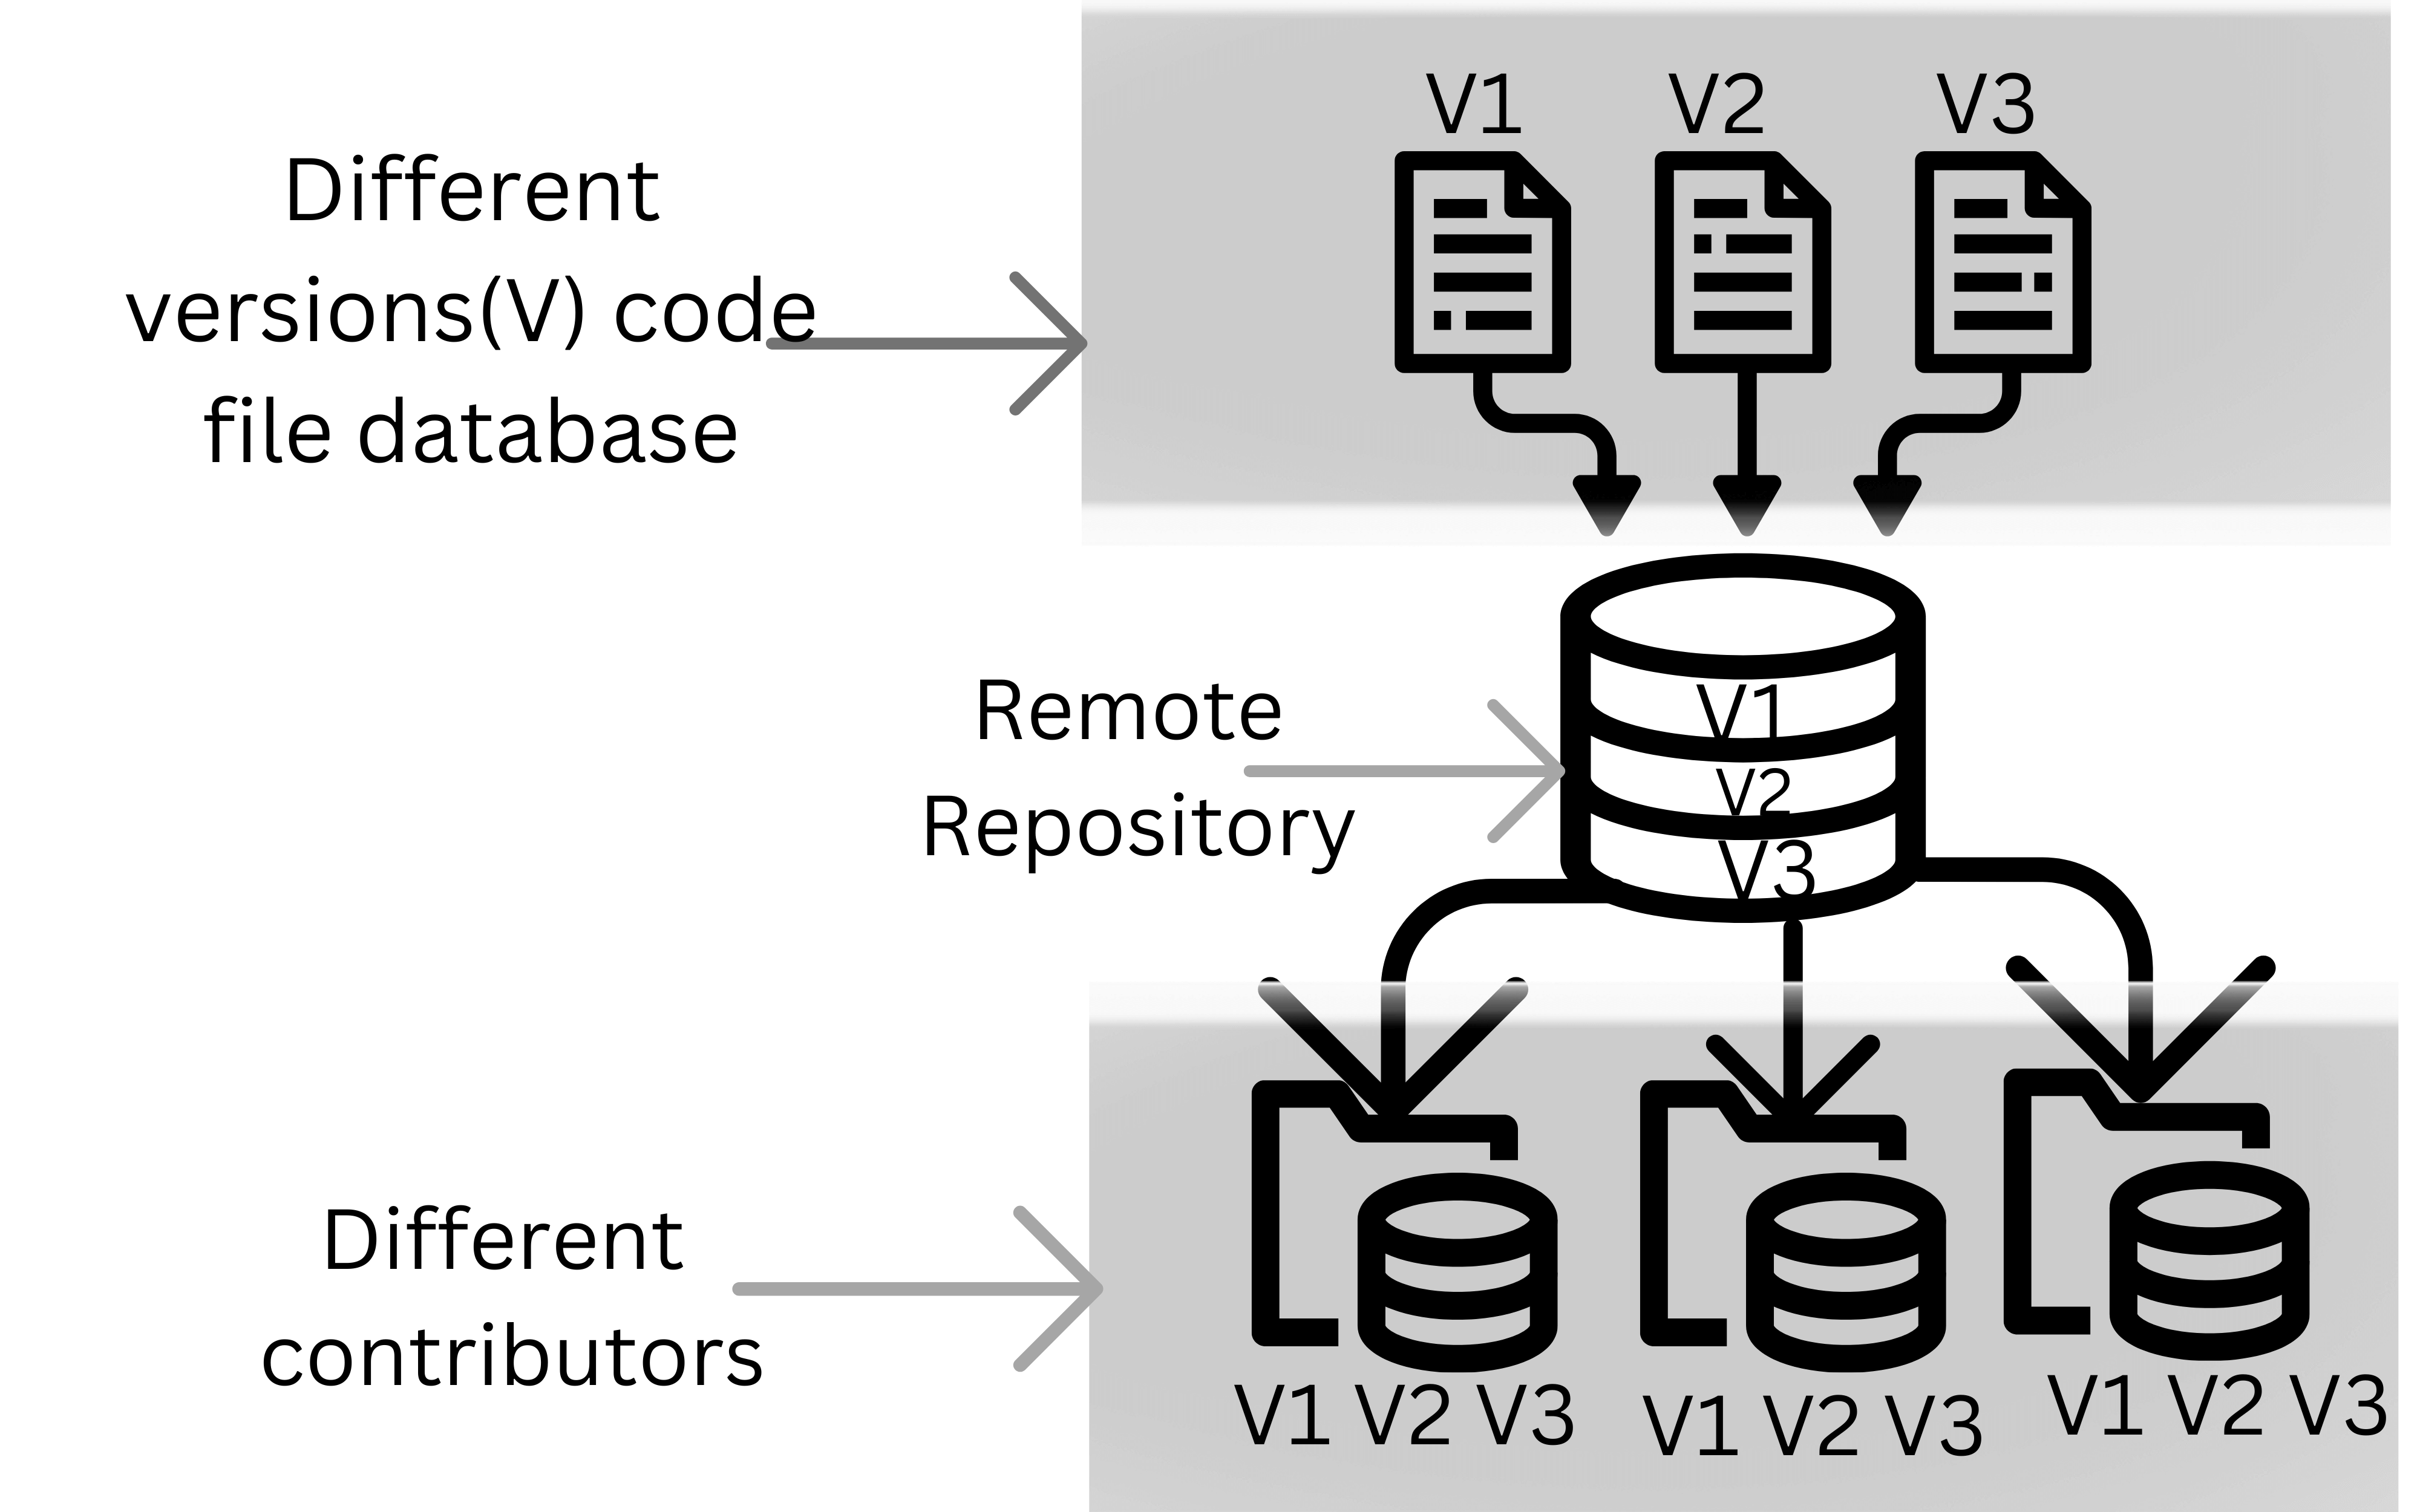 V1 V2 V3
Different
versions(V) code
file database
Remote
Repository
V1
V2
V3
Different
contributors
V1 V2 V3
V1 V2 V3
V1 V2 V3